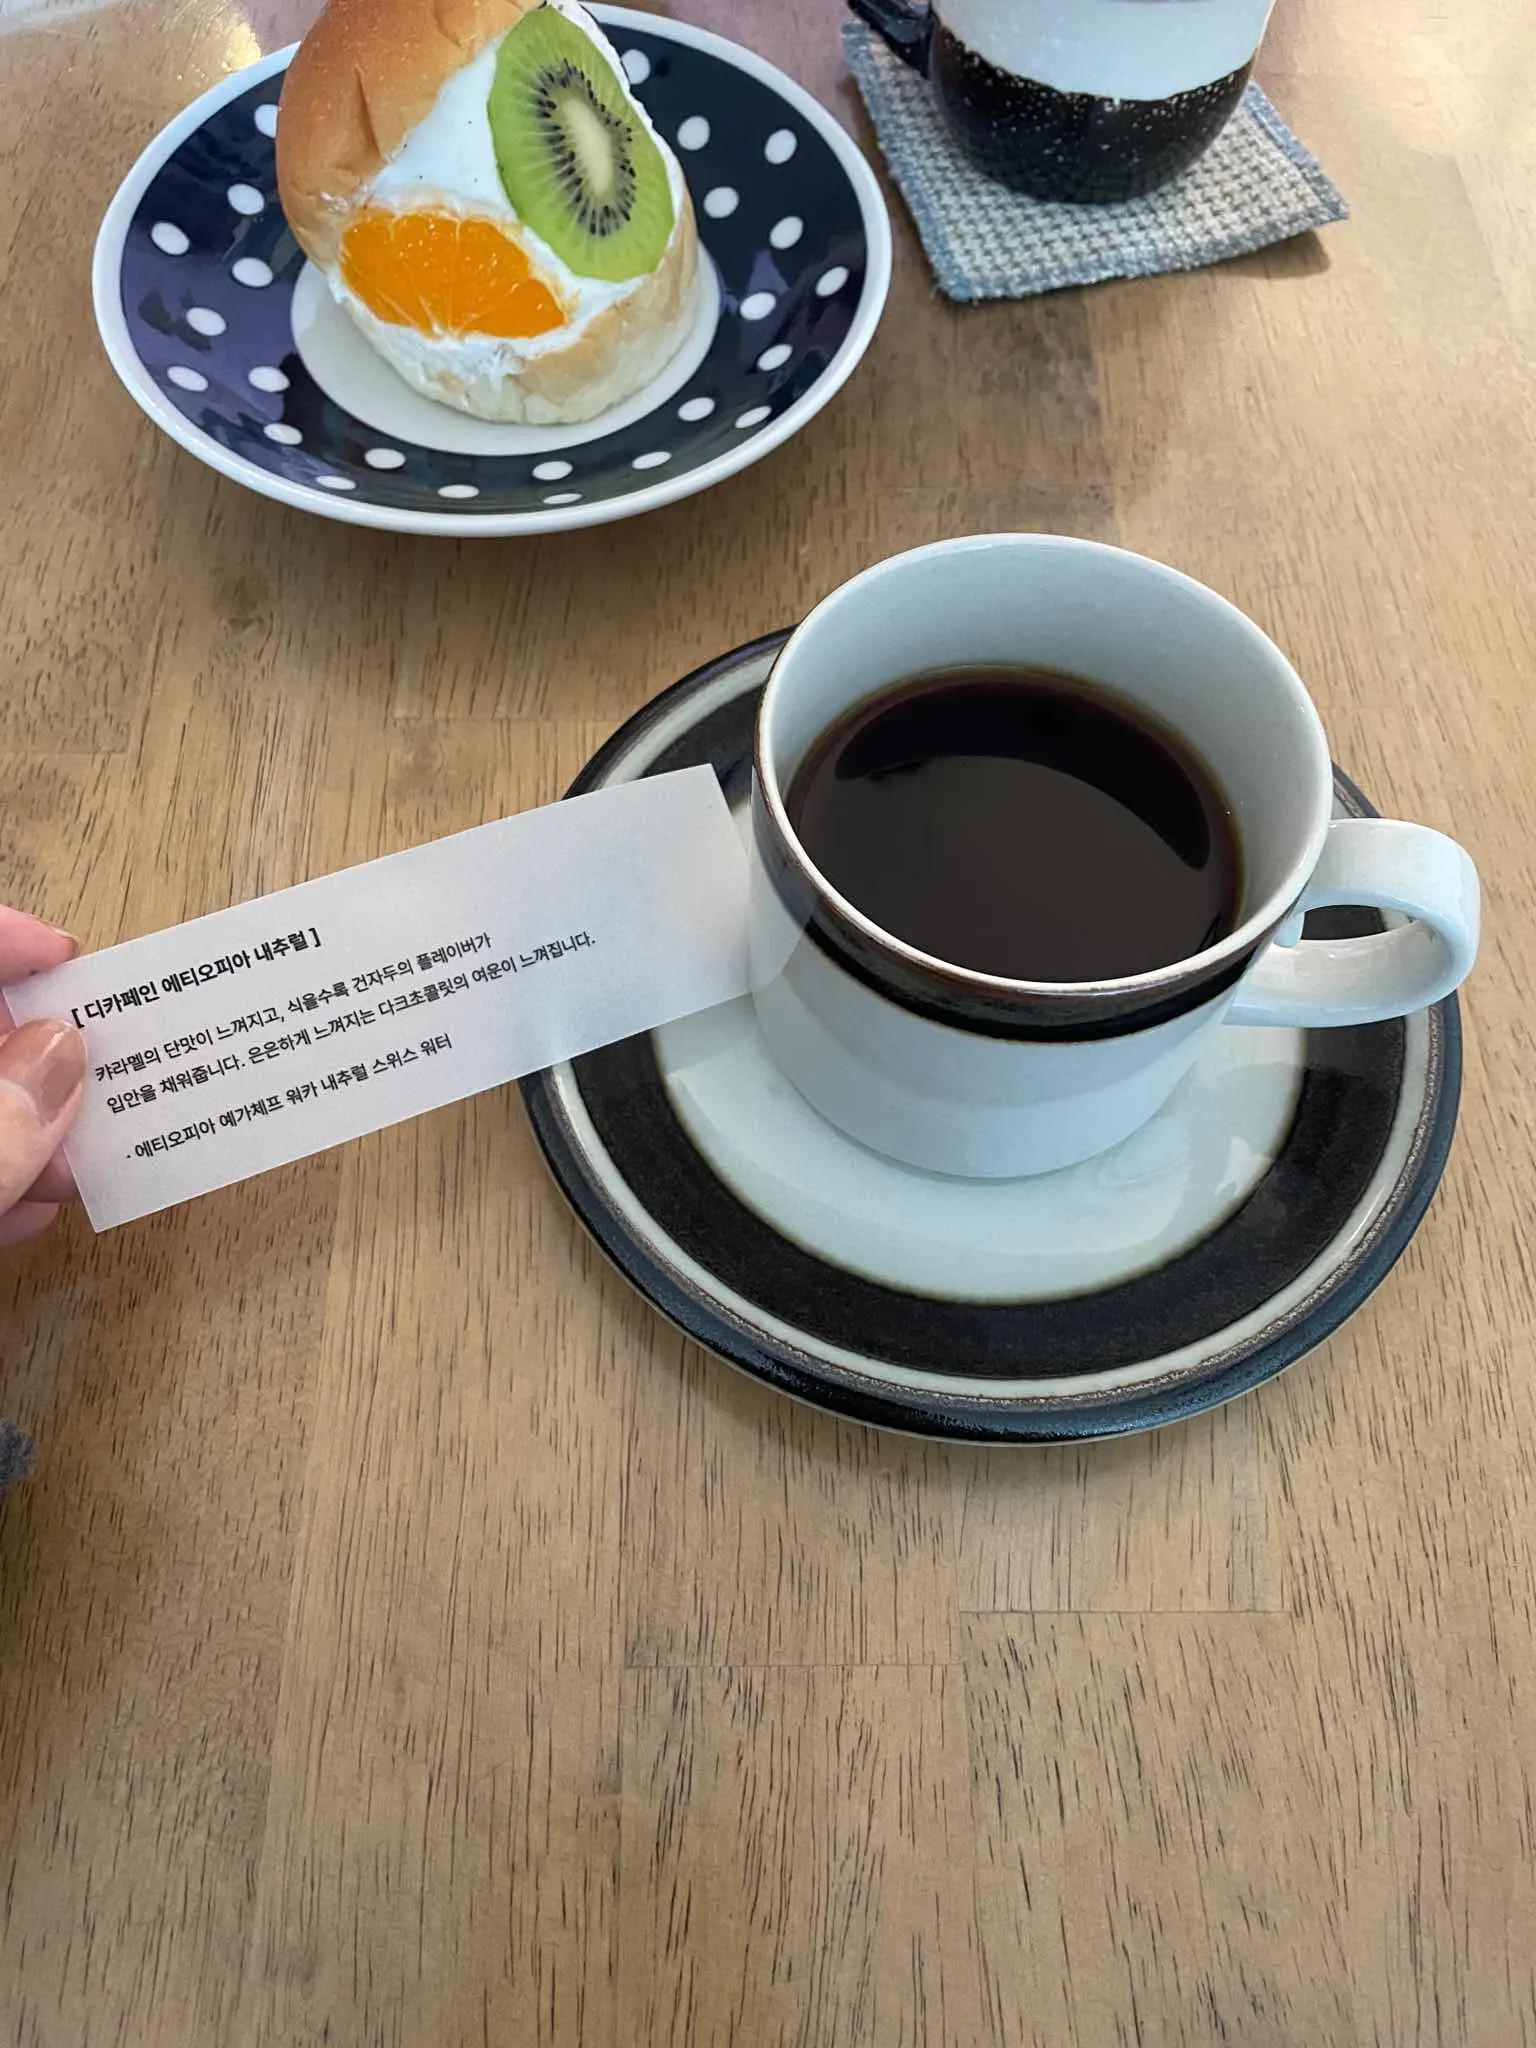 [ 디카페인 에티오피아 내추럴 ]
캬라멜의 단맛이 느껴지고, 식을수록 건자두의 플레이버가
입안을 채워줍니다. 은은하게 느껴지는 다크초콜릿의 여운이 느껴집니다.
. 에티오피아 예가체프 워카 내추럴 스위스 워터